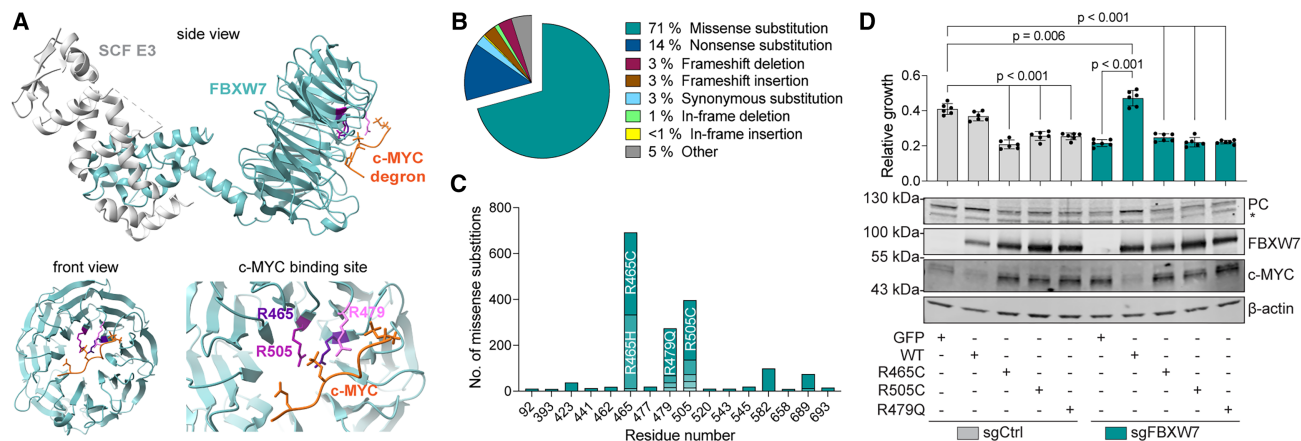 A
SCF E3
side view
FBXW7
c-MYC
degron
front view
c-MYC binding site
R465
R479
R505
c-MYC
B
71 % Missense substitution
14 % Nonsense substitution
3 % Frameshift deletion
3 % Frameshift insertion
3 % Synonymous substitution
1 % In-frame deletion
<1 % In-frame insertion
5 % Other
C
No. of missense substitions
800
600
400
200
0
R465C
R465H
R479Q
R505C
92 393 423 441 462 465 477 479 505 520 543 545 582 658 689 693
Residue number
D
p < 0.001
p = 0.006
p < 0.001
p < 0.001
Relative growth
0.6
0.4
0.2
0.0
130 kDa
PC
*
100 kDa
FBXW7
55 kDa
c-MYC
43 kDa
β-actin
GFP + - - - - + - - - -
WT - + - - - - + - - -
R465C - - + - - - - + - -
R505C - - - + - - - - + -
R479Q - - - - + - - - - +
sgCtrl
sgFBXW7